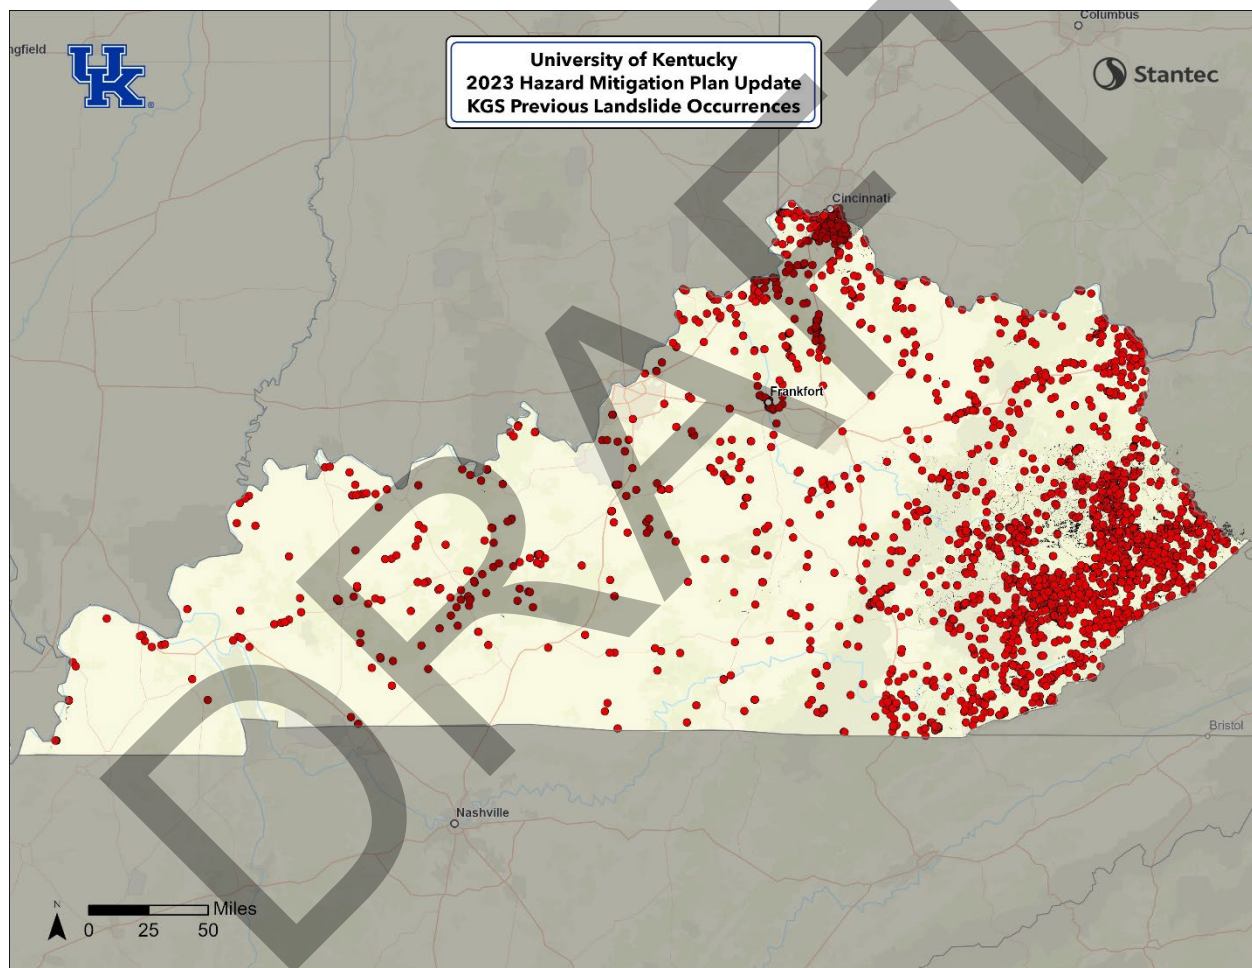 Columbus
ngfield
UK
®
University of Kentucky
2023 Hazard Mitigation Plan Update
KGS Previous Landslide Occurrences
Stantec
Cincinnati
Frankfort
DRAFT
Bristol
Nashville
N
Miles
0 25 50